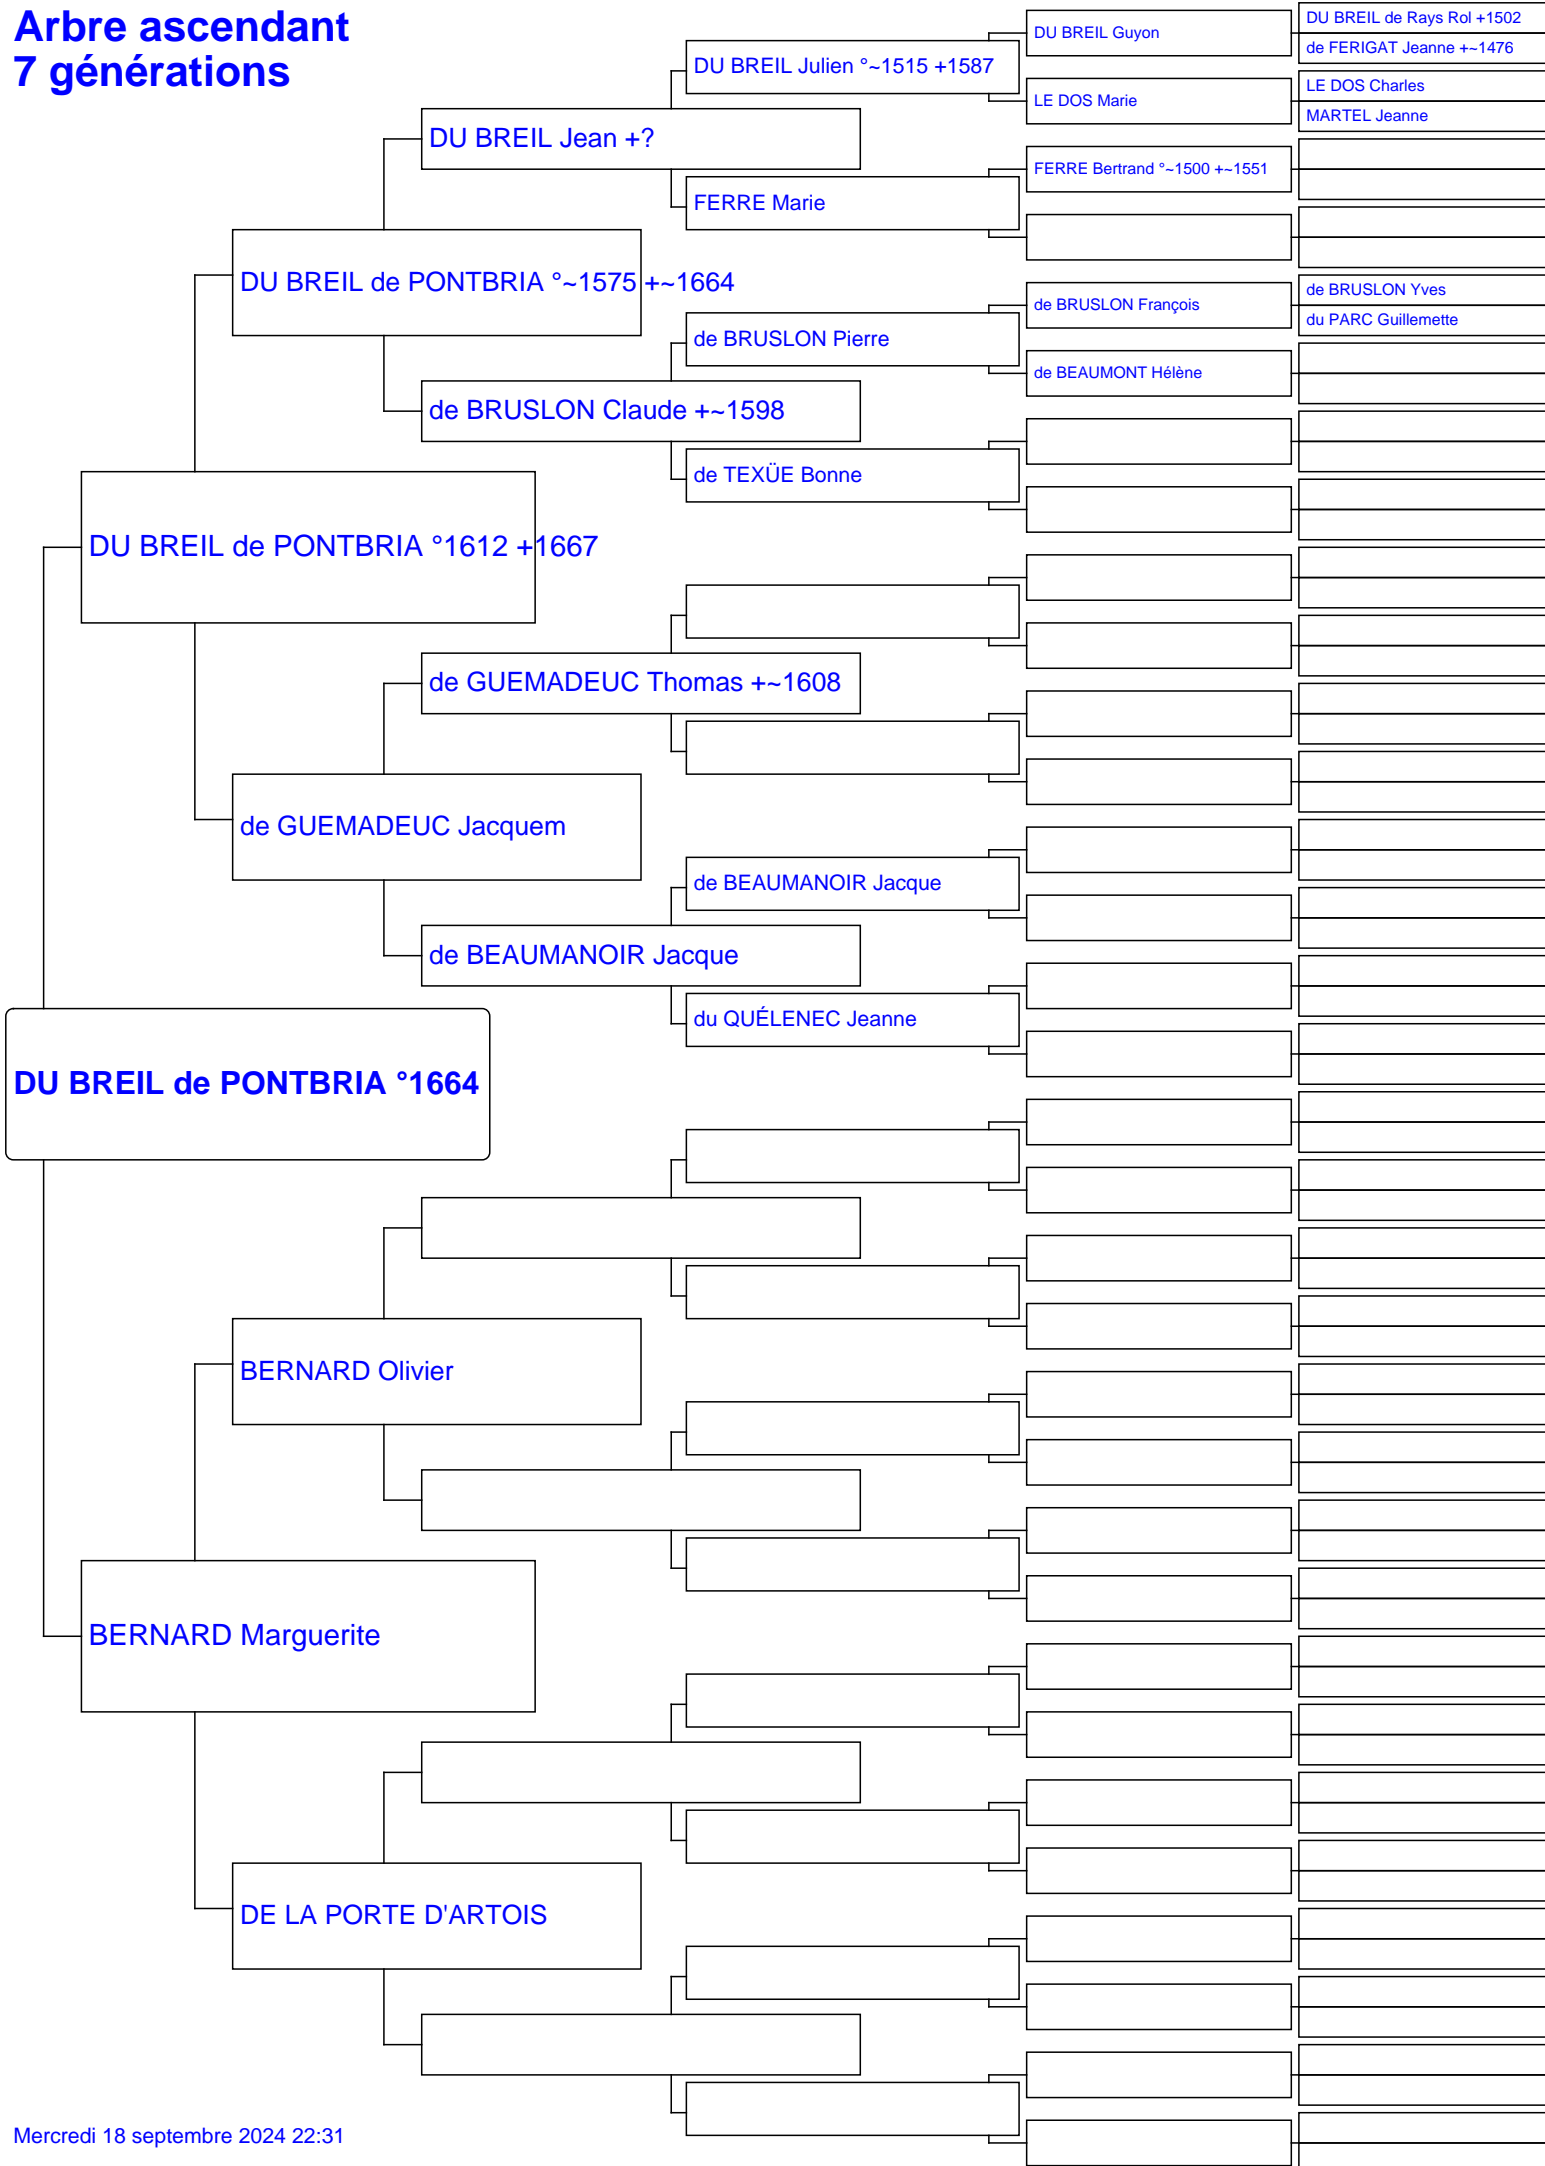 Arbre ascendant
7 générations
DU BREIL de Rays Rol +1502
DU BREIL Guyon
de FERIGAT Jeanne +~1476
DU BREIL Julien °~1515 +1587
LE DOS Charles
LE DOS Marie
MARTEL Jeanne
DU BREIL Jean +?
FERRE Bertrand °~1500 +~1551
FERRE Marie
DU BREIL de PONTBRIA °~1575 +~1664
de BRUSLON Yves
de BRUSLON François
du PARC Guillemette
de BRUSLON Pierre
de BEAUMONT Hélène
de BRUSLON Claude +~1598
de TEXÜE Bonne
DU BREIL de PONTBRIA °1612 +1667
de GUEMADEUC Thomas +~1608
de GUEMADEUC Jacquem
de BEAUMANOIR Jacque
de BEAUMANOIR Jacque
du QUÉLENEC Jeanne
DU BREIL de PONTBRIA °1664
BERNARD Olivier
BERNARD Marguerite
DE LA PORTE D'ARTOIS
Mercredi 18 septembre 2024 22:31